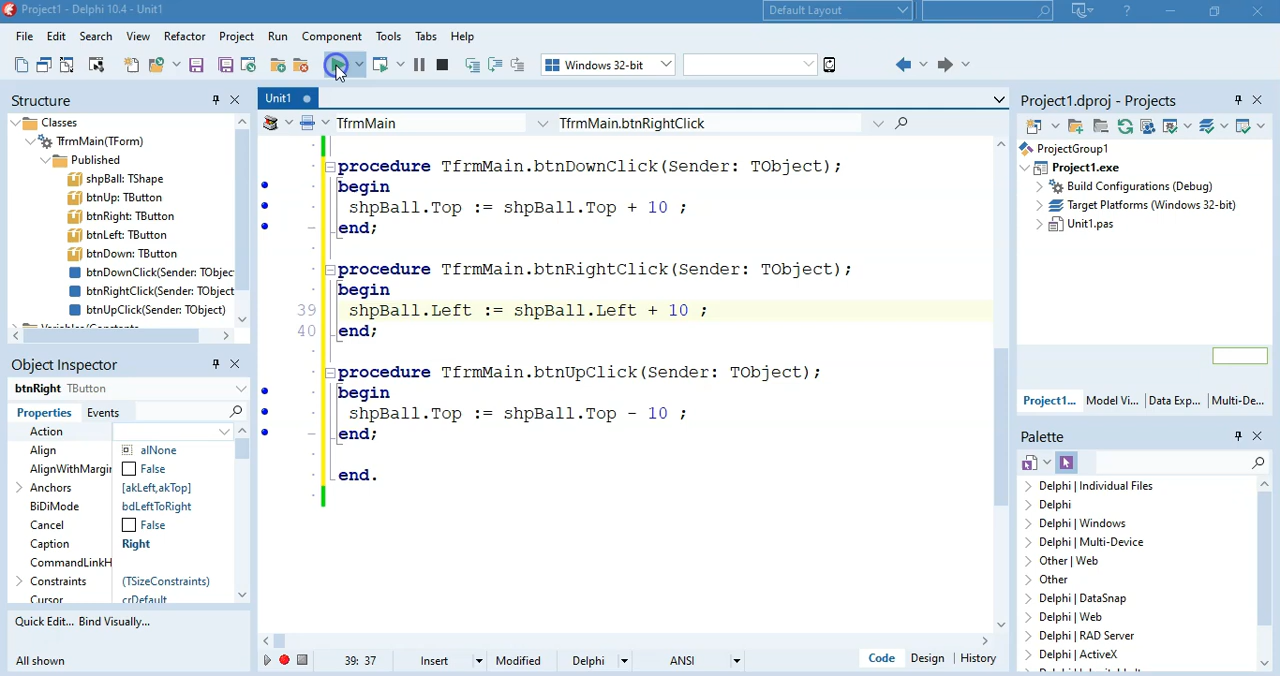 Project1 - Delphi 10.4 - Unit1
Default Layout
?
File Edit Search View Refactor Project Run Component Tools Tabs Help
Windows 32-bit
Structure
Classes
TfrmMain(TForm)
Published
shpBall: TShape
btnUp: TButton
btnRight: TButton
btnLeft: TButton
btnDown: TButton
btnDownClick(Sender: TObjec
btnRightClick(Sender: TObject
btnUpClick(Sender: TObject)
Object Inspector
btnRight TButton
Properties Events
Action
Align alNone
AlignWithMargi False
Anchors [akLeft,akTop]
BiDiMode bdLeftToRight
Cancel False
Caption Right
CommandLinkH
Constraints (TSizeConstraints)
Cursor crDefault
Quick Edit... Bind Visually...
All shown
Unit1
TfrmMain TfrmMain.btnRightClick
procedure TfrmMain.btnDownClick(Sender: TObject);
begin
shpBall.Top := shpBall.Top + 10 ;
end;
procedure TfrmMain.btnRightClick(Sender: TObject);
begin
39 shpBall.Left := shpBall.Left + 10 ;
40 end;
procedure TfrmMain.btnUpClick(Sender: TObject);
begin
shpBall.Top := shpBall.Top - 10 ;
end;
end.
39: 37 Insert Modified Delphi ANSI Code Design History
Project1.dproj - Projects
ProjectGroup1
Project1.exe
Build Configurations (Debug)
Target Platforms (Windows 32-bit)
Unit1.pas
Project1... Model Vi... Data Exp... Multi-De...
Palette
Delphi | Individual Files
Delphi
Delphi | Windows
Delphi | Multi-Device
Other | Web
Other
Delphi | DataSnap
Delphi | Web
Delphi | RAD Server
Delphi | ActiveX